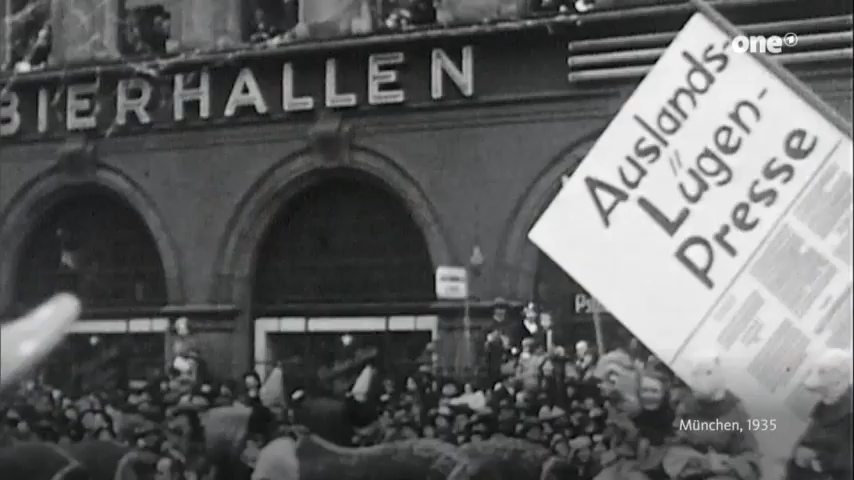 one
BIERHALLEN
Auslands-
Lügen-
Presse
München, 1935